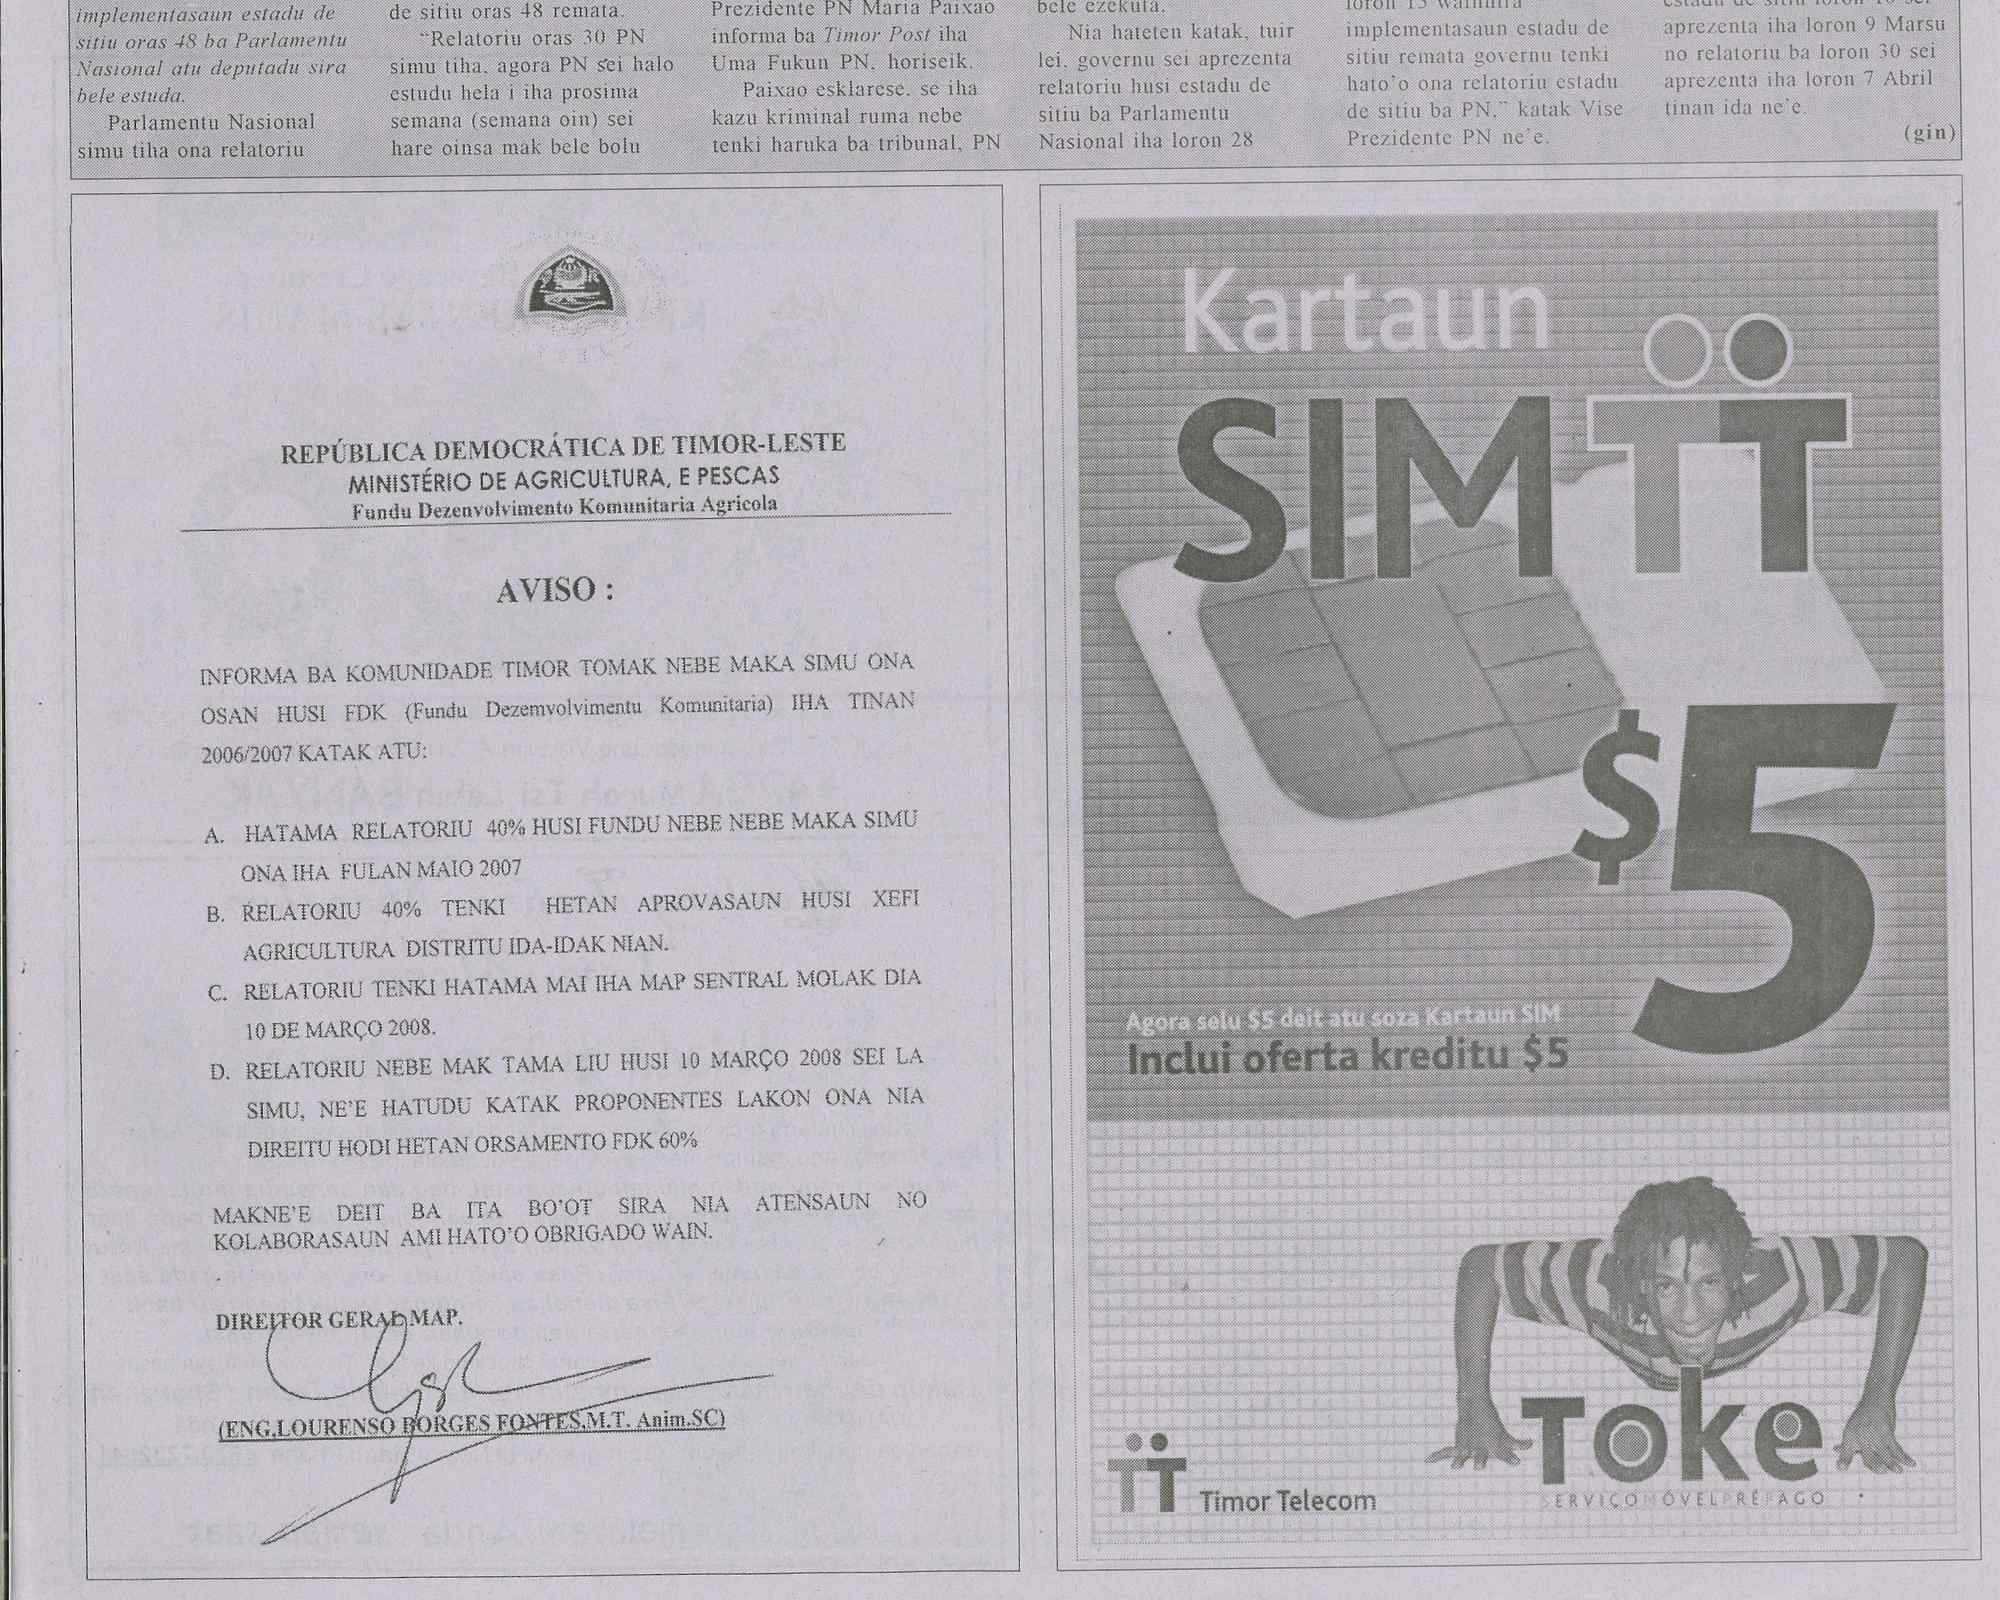 implementasaun estadu de
sitiu oras 48 ba Parlamentu
Nasional atu deputadu sira
bele estuda.
Parlamentu Nasional
simu tiha ona relatoriu
de sitiu oras 48 remata.
“Relatoriu oras 30 PN
simu tiha, agora PN sei halo
estudu hela i iha prosima
semana (semana oin) sei
hare oinsa mak bele bolu
Prezidente PN Maria Paixao
informa ba Timor Post iha
Uma Fukun PN, horiseik.
Paixao esklarese, se iha
kazu kriminal ruma nebe
tenki haruka ba tribunal, PN
bele ezekuta.
Nia hateten katak, tuir
lei, governu sei aprezenta
relatoriu husi estadu de
sitiu ba Parlamentu
Nasional iha loron 28
implementasaun estadu de
sitiu remata governu tenki
hato’o ona relatoriu estadu
de sitiu ba PN,” katak Vise
Prezidente PN ne’e.
aprezenta iha loron 9 Marsu
no relatoriu ba loron 30 sei
aprezenta iha loron 7 Abril
tinan ida ne’e.
(gin)
REPÚBLICA DEMOCRÁTICA DE TIMOR-LESTE
MINISTÉRIO DE AGRICULTURA, E PESCAS
Fundu Dezenvolvimento Komunitaria Agricola
AVISO :
INFORMA BA KOMUNIDADE TIMOR TOMAK NEBE MAKA SIMU ONA
OSAN HUSI FDK (Fundu Dezemvolvimentu Komunitaria) IHA TINAN
2006/2007 KATAK ATU:
A. HATAMA RELATORIU 40% HUSI FUNDU NEBE NEBE MAKA SIMU
ONA IHA FULAN MAIO 2007
B. RELATORIU 40% TENKI HETAN APROVASAUN HUSI XEFI
AGRICULTURA DISTRITU IDA-IDAK NIAN.
C. RELATORIU TENKI HATAMA MAI IHA MAP SENTRAL MOLAK DIA
10 DE MARÇO 2008.
D. RELATORIU NEBE MAK TAMA LIU HUSI 10 MARÇO 2008 SEI LA
SIMU, NE'E HATUDU KATAK PROPONENTES LAKON ONA NIA
DIREITU HODI HETAN ORSAMENTO FDK 60%
MAKNE'E DEIT BA ITA BO'OT SIRA NIA ATENSAUN NO
KOLABORASAUN AMI HATO'O OBRIGADO WAIN.
DIREITOR GERAL MAP.
(ENG.LOURENSO BORGES FONTES,M.T. Anim.SC)
Kartaun
SIM TT
$5
Agora selu $5 deit atu soza Kartaun SIM
Inclui oferta kreditu $5
TT Timor Telecom
Toke
SERVIÇOMÓVELPRÉPAGO